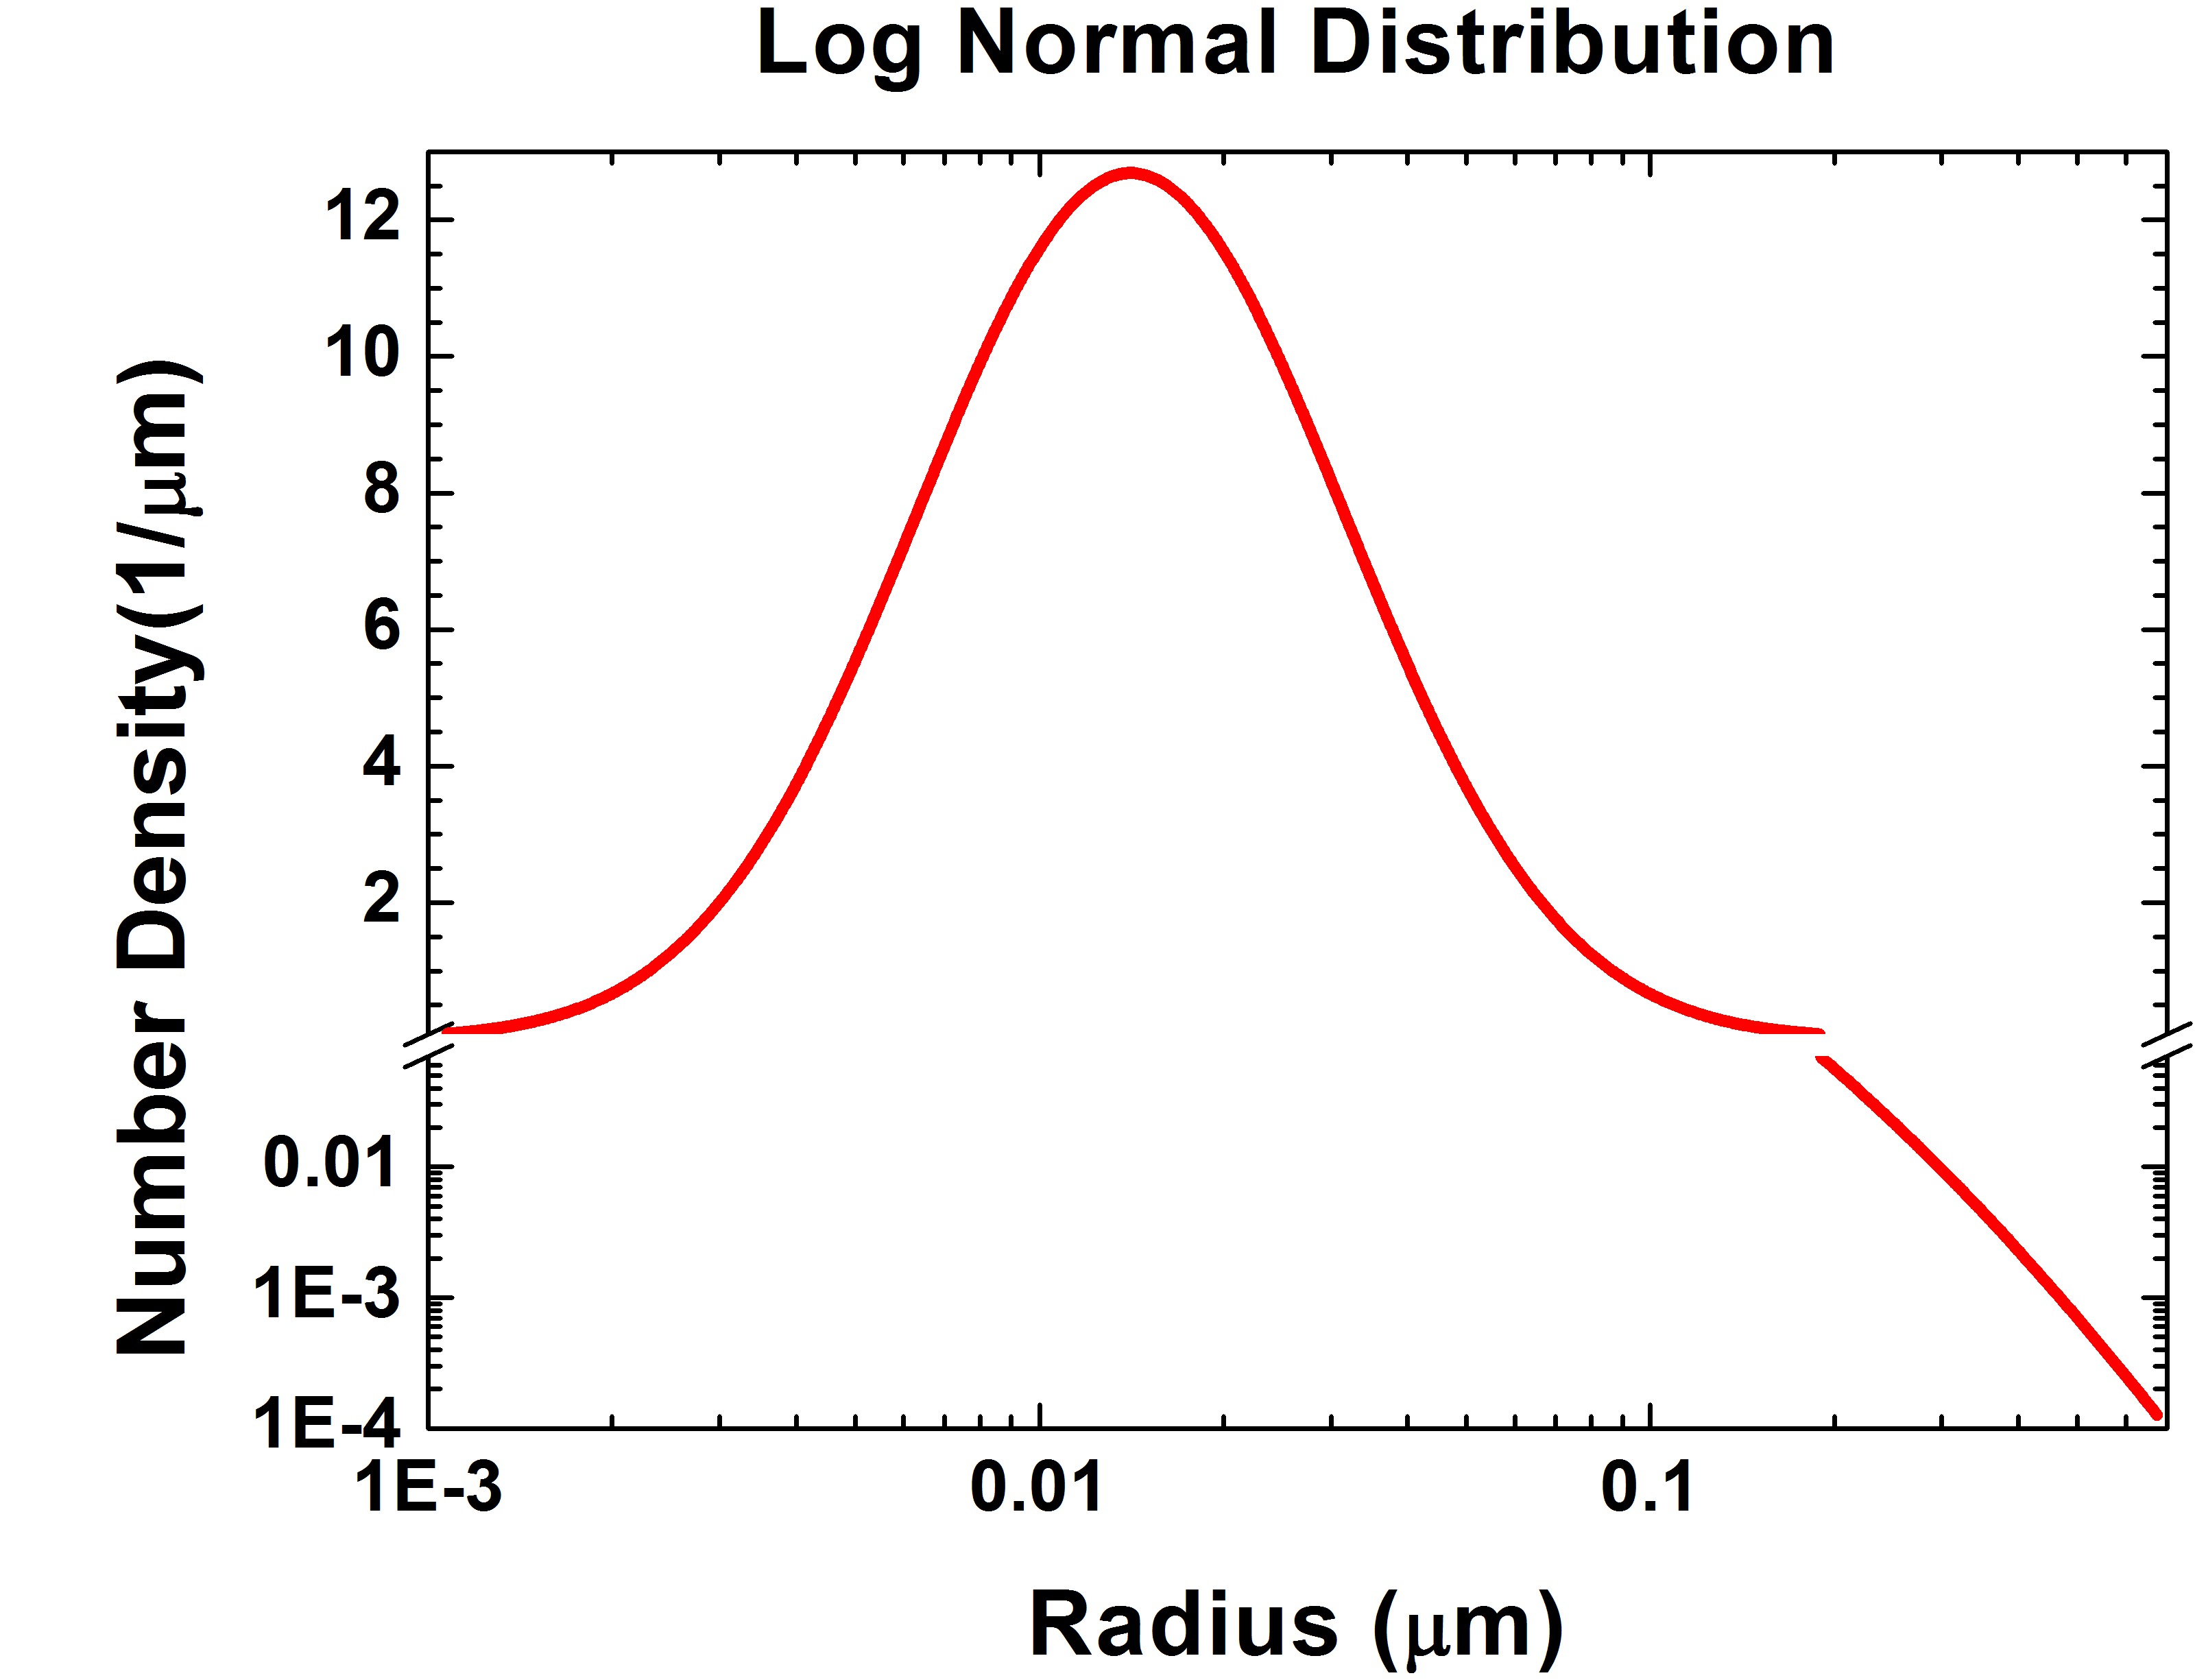 Log Normal Distribution
Number Density(1/μm)
12
10
8
6
4
2
0.01
1E-3
1E-4
1E-3 0.01 0.1
Radius (μm)